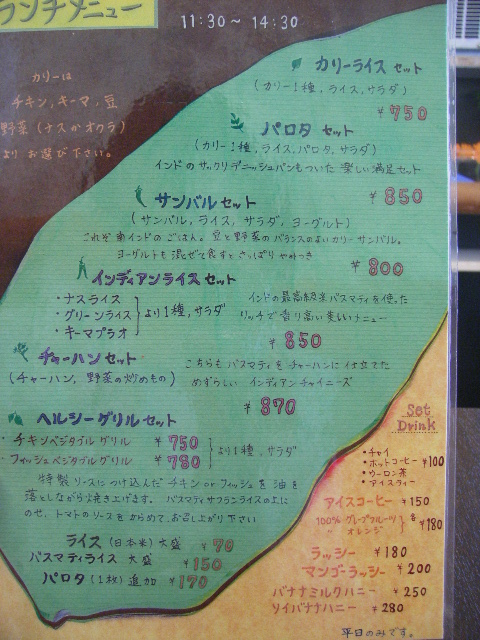 ランチメニュー
11:30～14:30
カリーは
チキン,キーマ,豆
野菜(ナスかオクラ)
よりお選び下さい。
カリーライスセット
(カリー1種,ライス,サラダ)
¥750
パロタセット
(カリー1種,ライス,パロタ,サラダ)
インドのサックリデニッシュパンもついた楽しい満足セット
¥850
サンバルセット
(サンバル,ライス,サラダ,ヨーグルト)
これぞ南インドのごはん。豆と野菜のバランスのよいカリーサンバル。
ヨーグルトも混ぜて食すとさっぱりやみつき
¥800
インディアンライスセット
・ナスライス
・グリーンライス
・キーマプラオ
より1種,サラダ
インドの最高級米バスマティを使った
リッチで香り高い楽しいメニュー
¥850
チャーハンセット
(チャーハン,野菜の炒めもの)
こちらもバスマティをチャーハンに仕立てた
めずらしいインディアンチャイニーズ
¥870
ヘルシーグリルセット
・チキンベジタブルグリル ¥750
・フィッシュベジタブルグリル ¥780
より1種,サラダ
特製ソースにつけ込んだチキンorフィッシュを油を
落としながら焼き上げます。バスマティサフランライスの上に
のせ,トマトのソースをからめてお召し上がり下さい
ライス(日本米)大盛 ¥70
バスマティライス大盛 ¥150
パロタ(1枚)追加 ¥170
Set
Drink
・チャイ
・ホットコーヒー
・ウーロン茶
・アイスティー
¥100
アイスコーヒー ¥150
100% グレープフルーツ
〃 オレンジ
各¥180
ラッシー ¥180
マンゴーラッシー ¥200
バナナミルクハニー ¥250
ソイバナナハニー ¥280
平日のみです。